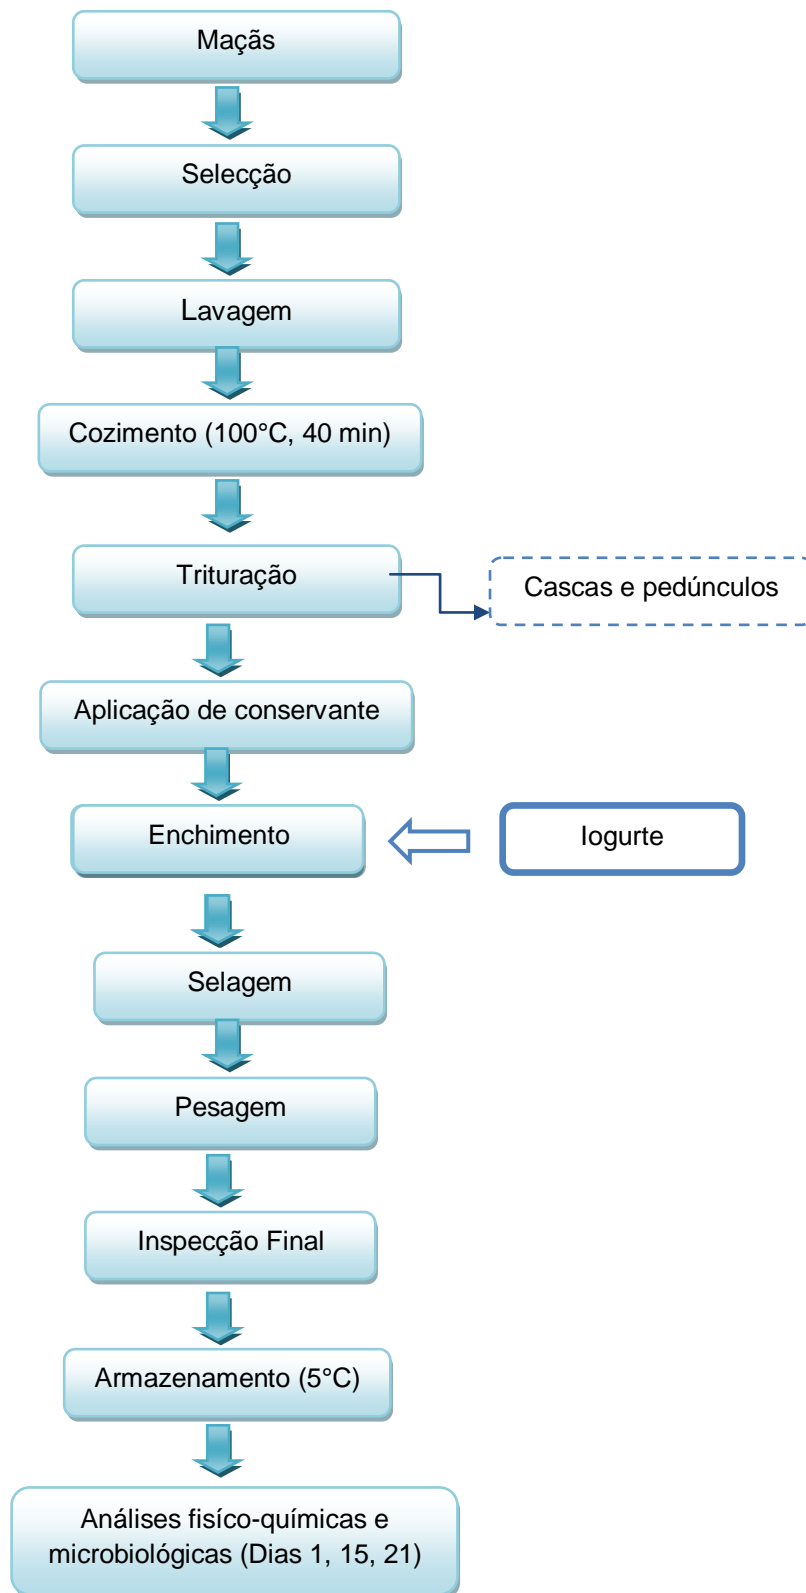 Maçãs
Selecção
Lavagem
Cozimento (100°C, 40 min)
Trituração
Cascas e pedúnculos
Aplicação de conservante
Enchimento
Iogurte
Selagem
Pesagem
Inspecção Final
Armazenamento (5°C)
Análises fisíco-químicas e
microbiológicas (Dias 1, 15, 21)